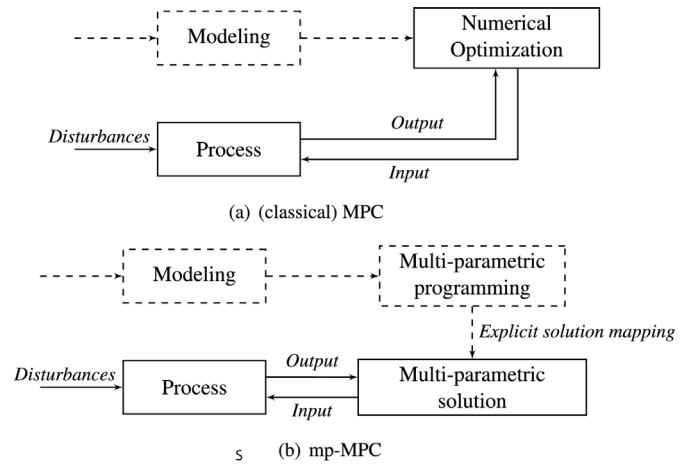 Modeling
Numerical
Optimization
Output
Disturbances
Process
Input
(a) (classical) MPC
Modeling
Multi-parametric
programming
Explicit solution mapping
Output
Disturbances
Process
Multi-parametric
solution
Input
S
(b) mp-MPC